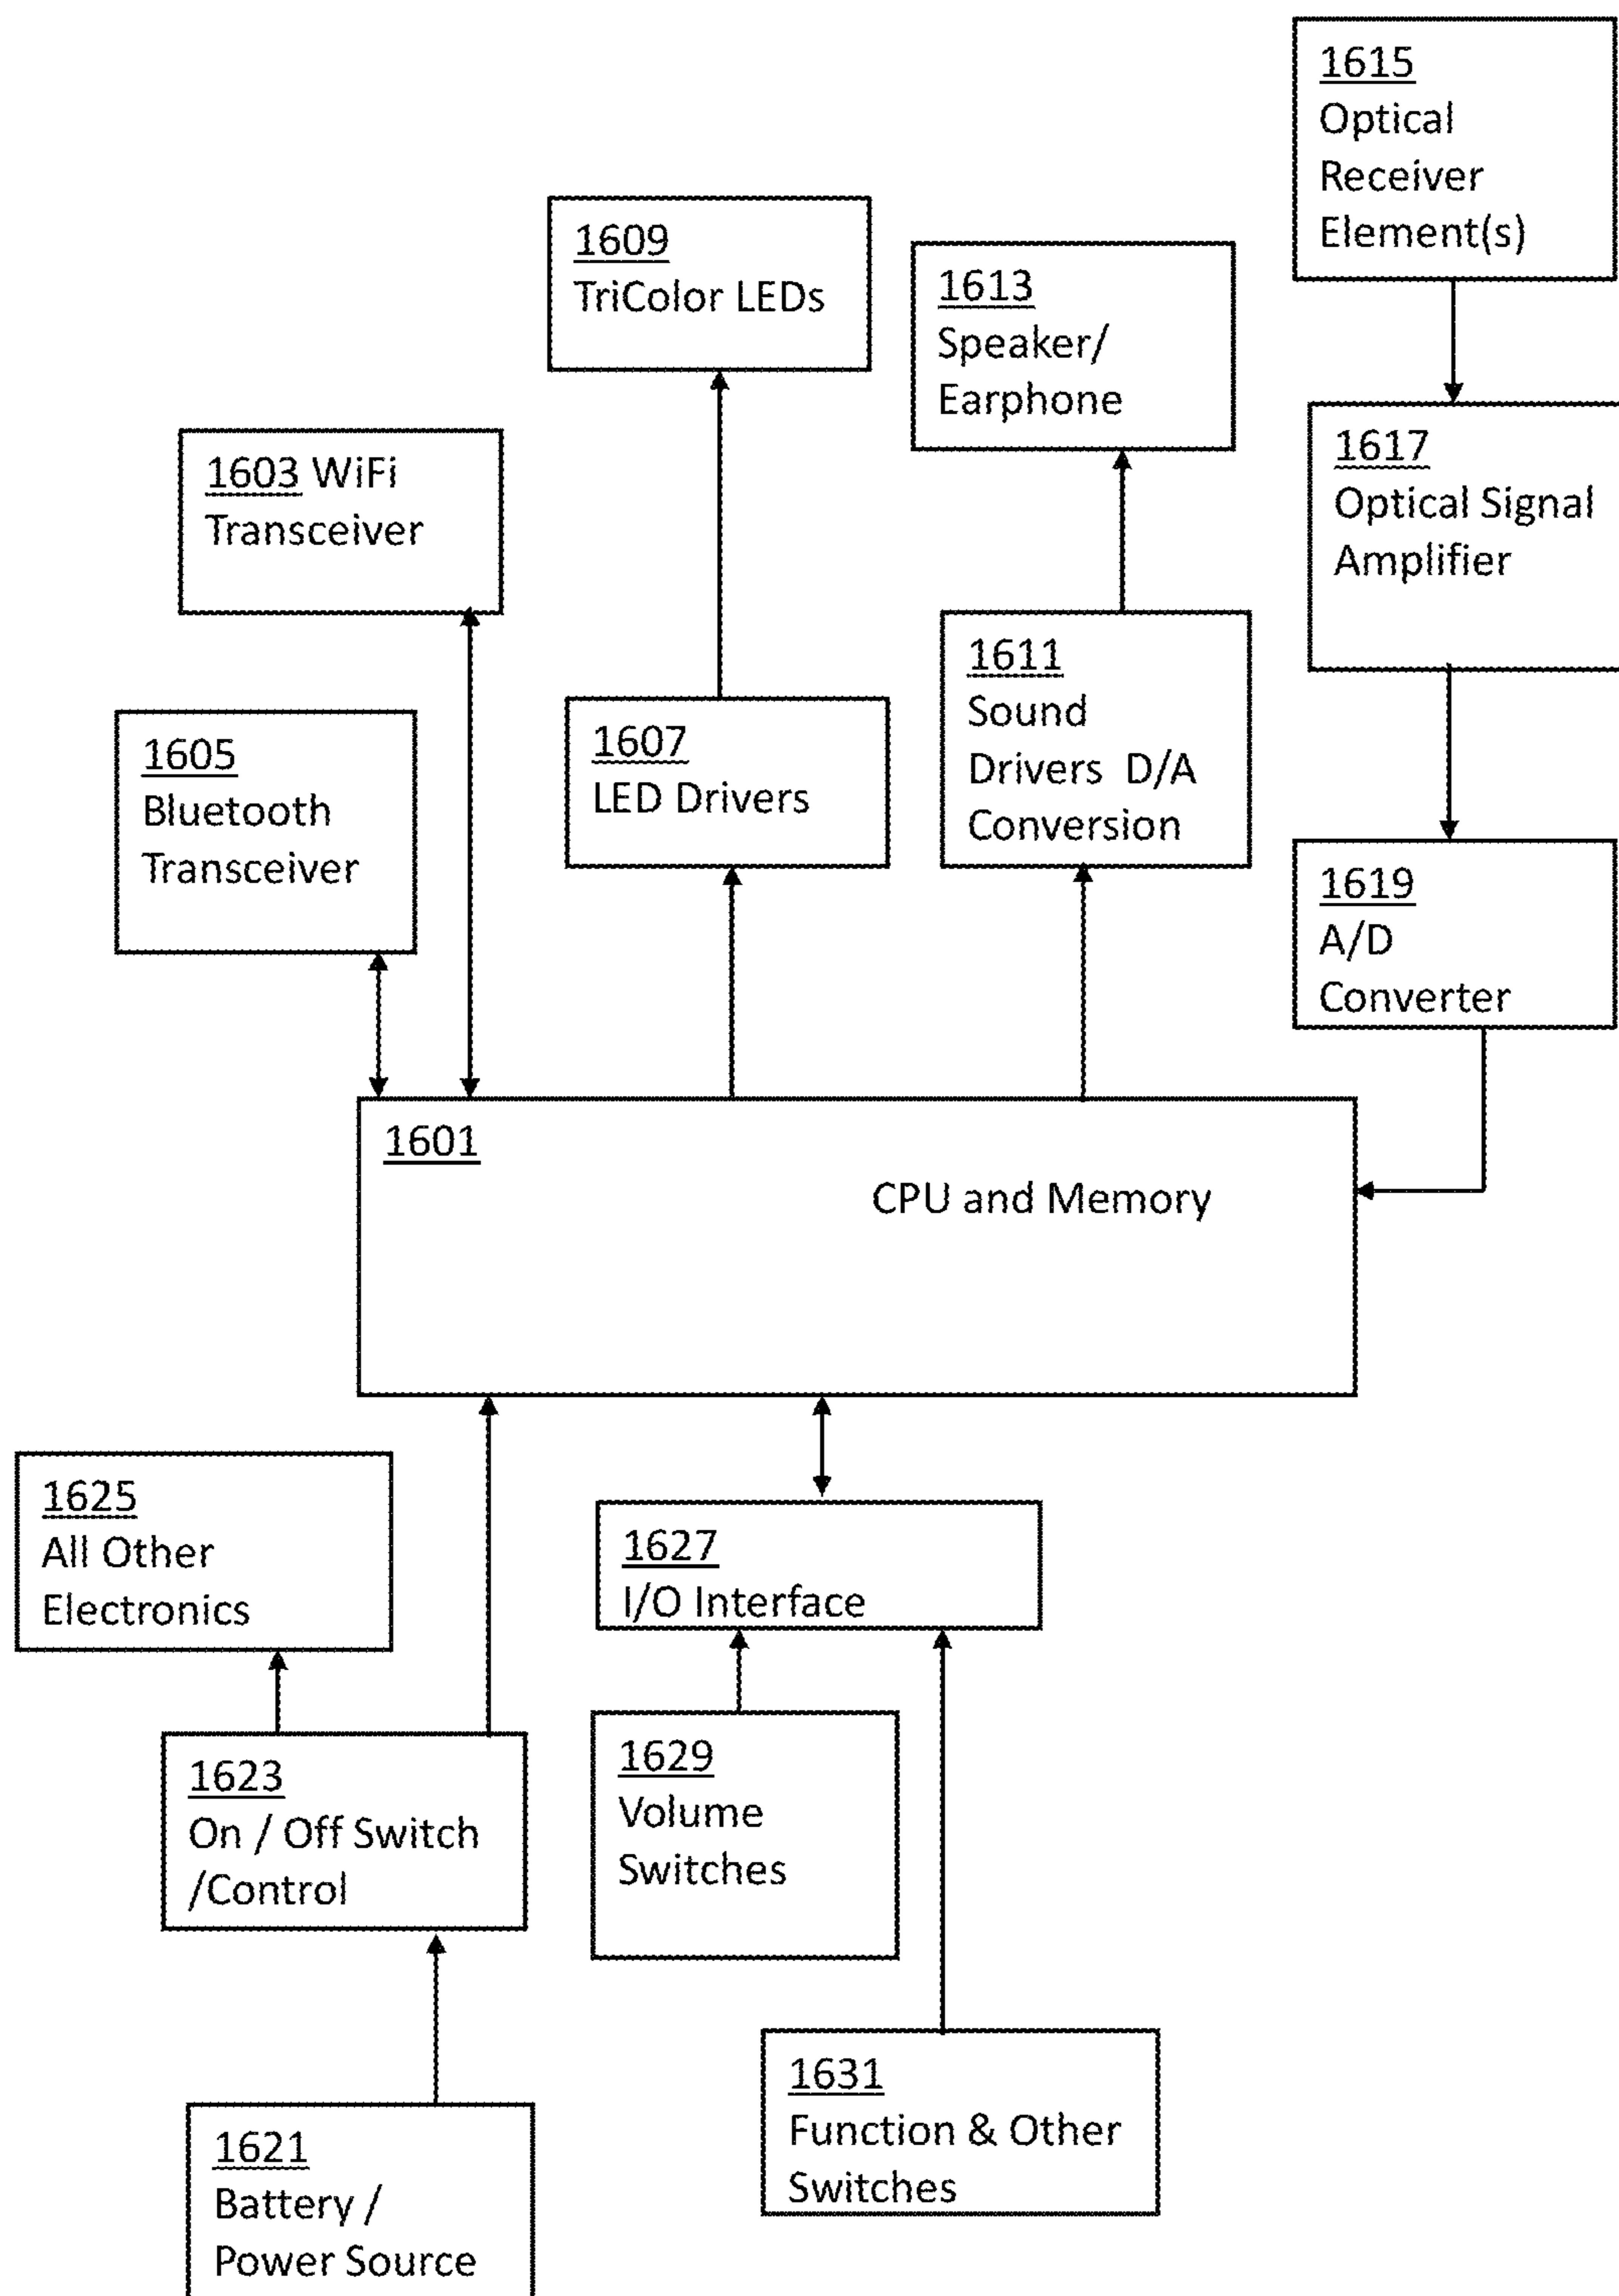 1615
Optical
Receiver
Element(s)
1609
TriColor LEDs
1613
Speaker/
Earphone
1603 WiFi
Transceiver
1617
Optical Signal
Amplifier
1605
Bluetooth
Transceiver
1607
LED Drivers
1611
Sound
Drivers D/A
Conversion
1619
A/D
Converter
1601
CPU and Memory
1625
All Other
Electronics
1627
I/O Interface
1623
On / Off Switch
/Control
1629
Volume
Switches
1631
Function & Other
Switches
1621
Battery /
Power Source